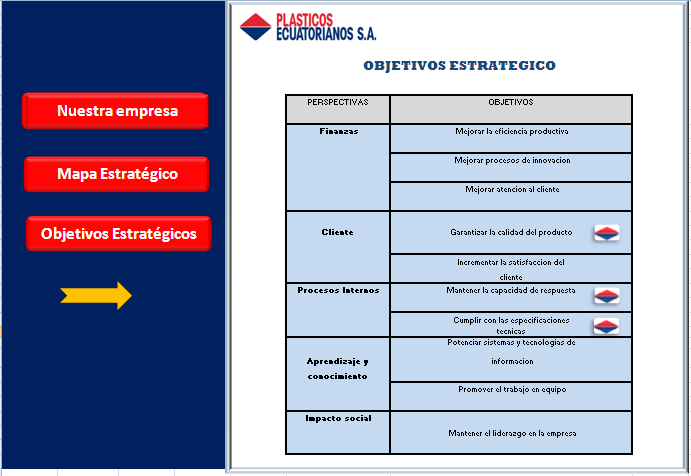 PLASTICOS
ECUATORIANOS S.A.
OBJETIVOS ESTRATEGICO
Nuestra empresa
Mapa Estratégico
Objetivos Estratégicos
PERSPECTIVAS
OBJETIVOS
Finanzas
Mejorar la eficiencia productiva
Mejorar procesos de innovacion
Mejorar atencion al cliente
Cliente
Garantizar la calidad del producto
Incrementar la satisfaccion del
cliente
Procesos Internos
Mantener la capacidad de respuesta
Cumplir con las especificaciones
tecnicas
Aprendizaje y
conocimiento
Potenciar sistemas y tecnologias de
informacion
Promover el trabajo en equipo
Impacto social
Mantener el liderazgo en la empresa